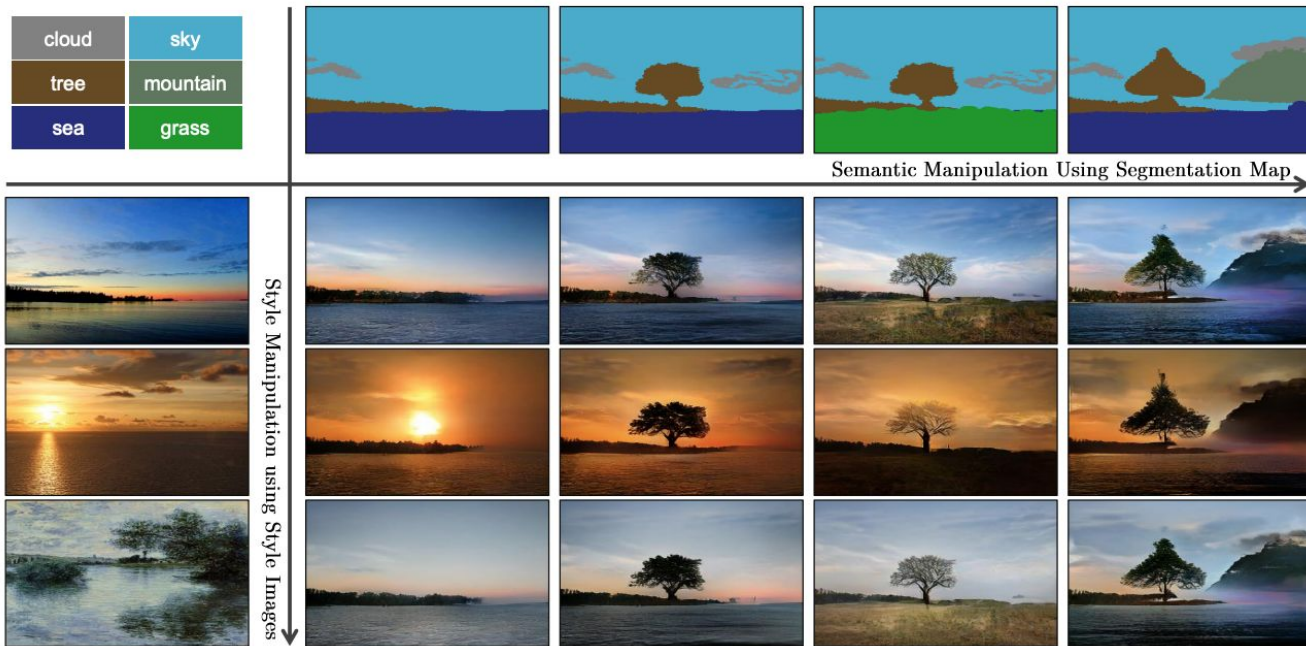 cloud
sky
tree
mountain
sea
grass
Semantic Manipulation Using Segmentation Map
Style Manipulation using Style Images